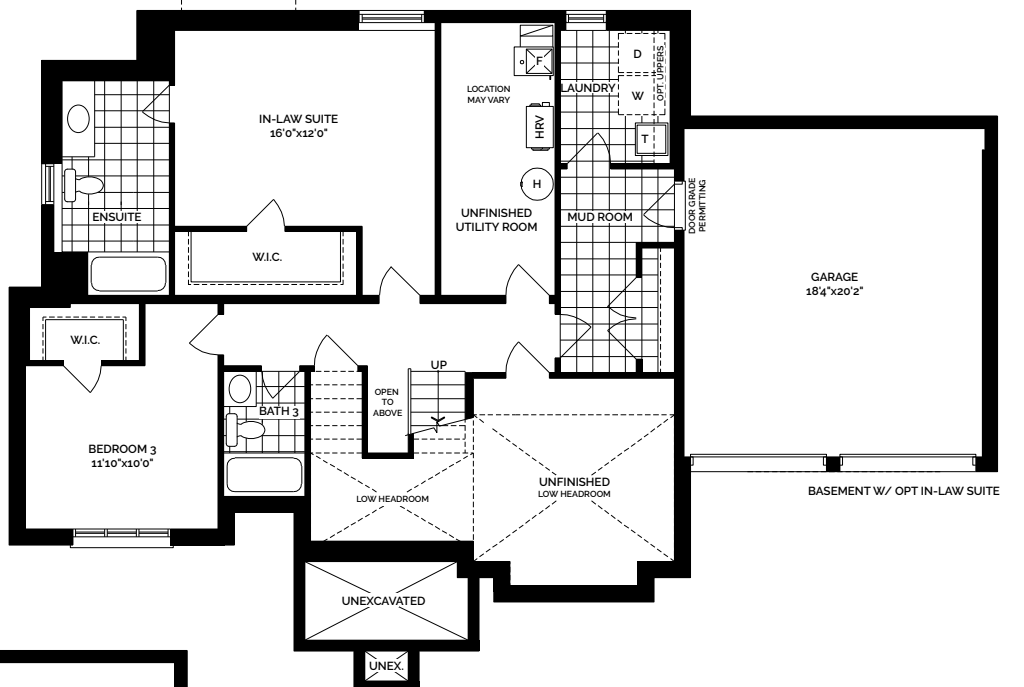 IN-LAW SUITE
16'0"x12'0"
ENSUITE
W.I.C.
LOCATION
MAY VARY
F
HRV
H
UNFINISHED
UTILITY ROOM
LAUNDRY
D
W
OPT. UPPERS
T
MUD ROOM
DOOR GRADE
PERMITTING
GARAGE
18'4"x20'2"
W.I.C.
BEDROOM 3
11'10"x10'0"
BATH 3
OPEN
TO
ABOVE
UP
LOW HEADROOM
UNFINISHED
LOW HEADROOM
BASEMENT W/ OPT IN-LAW SUITE
UNEXCAVATED
UNEX.